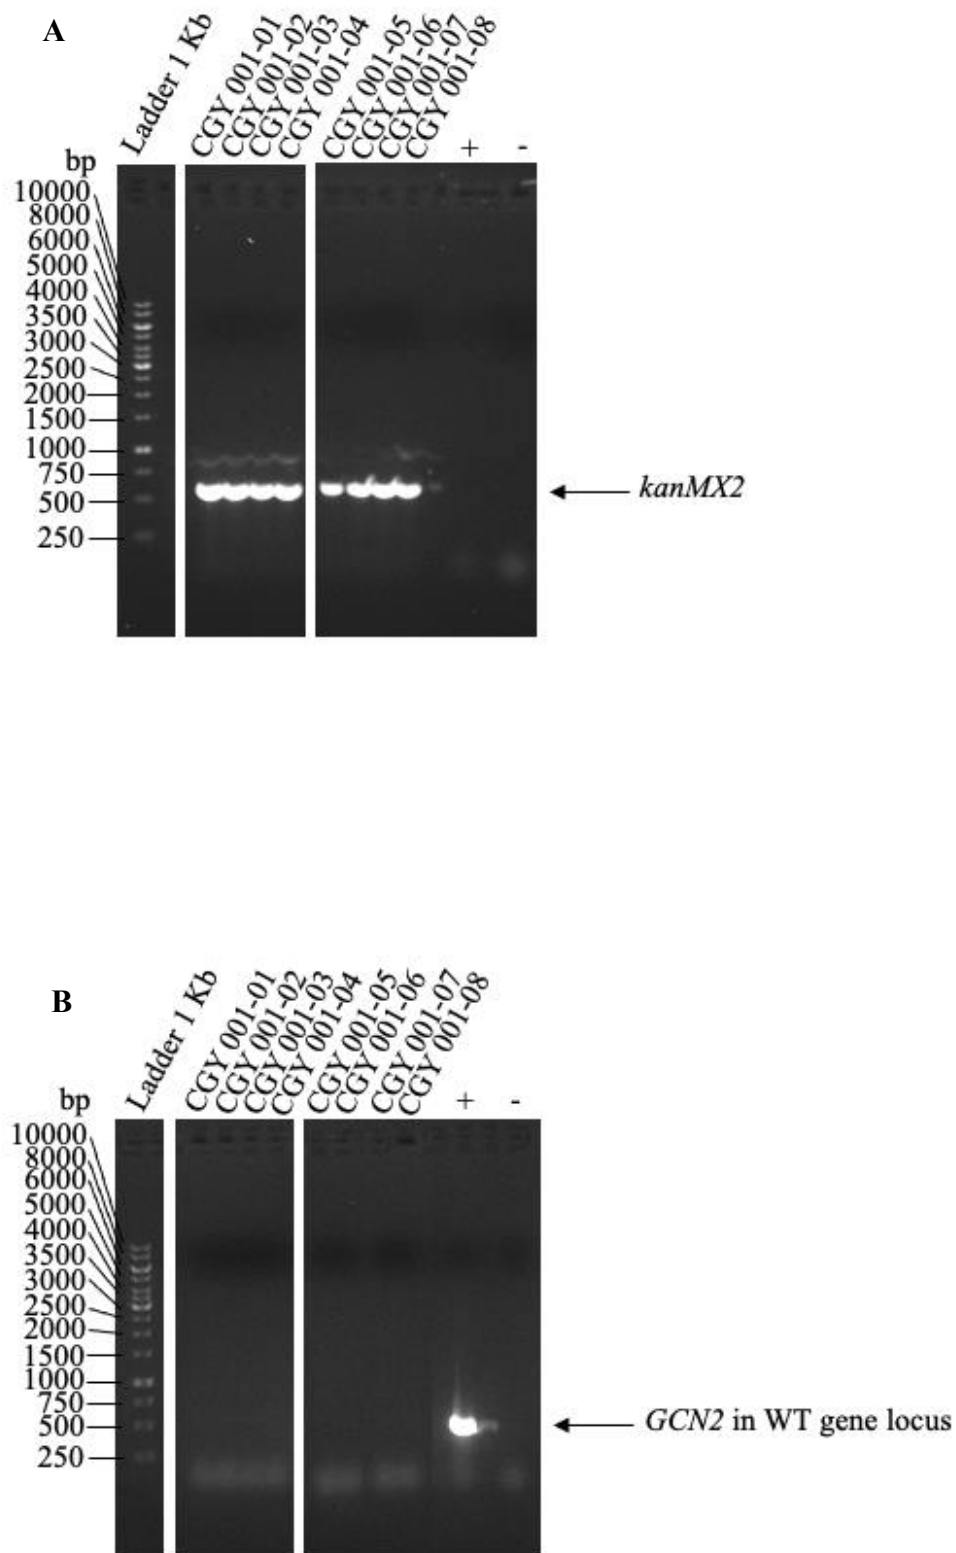 A
Ladder 1 Kb
CGY 001-01
CGY 001-02
CGY 001-03
CGY 001-04
CGY 001-05
CGY 001-06
CGY 001-07
CGY 001-08
+ -
bp
10000
8000
6000
5000
4000
3500
3000
2500
2000
1500
1000
750
500
250
kanMX2
B
Ladder 1 Kb
CGY 001-01
CGY 001-02
CGY 001-03
CGY 001-04
CGY 001-05
CGY 001-06
CGY 001-07
CGY 001-08
+ -
bp
10000
8000
6000
5000
4000
3500
3000
2500
2000
1500
1000
750
500
250
GCN2 in WT gene locus